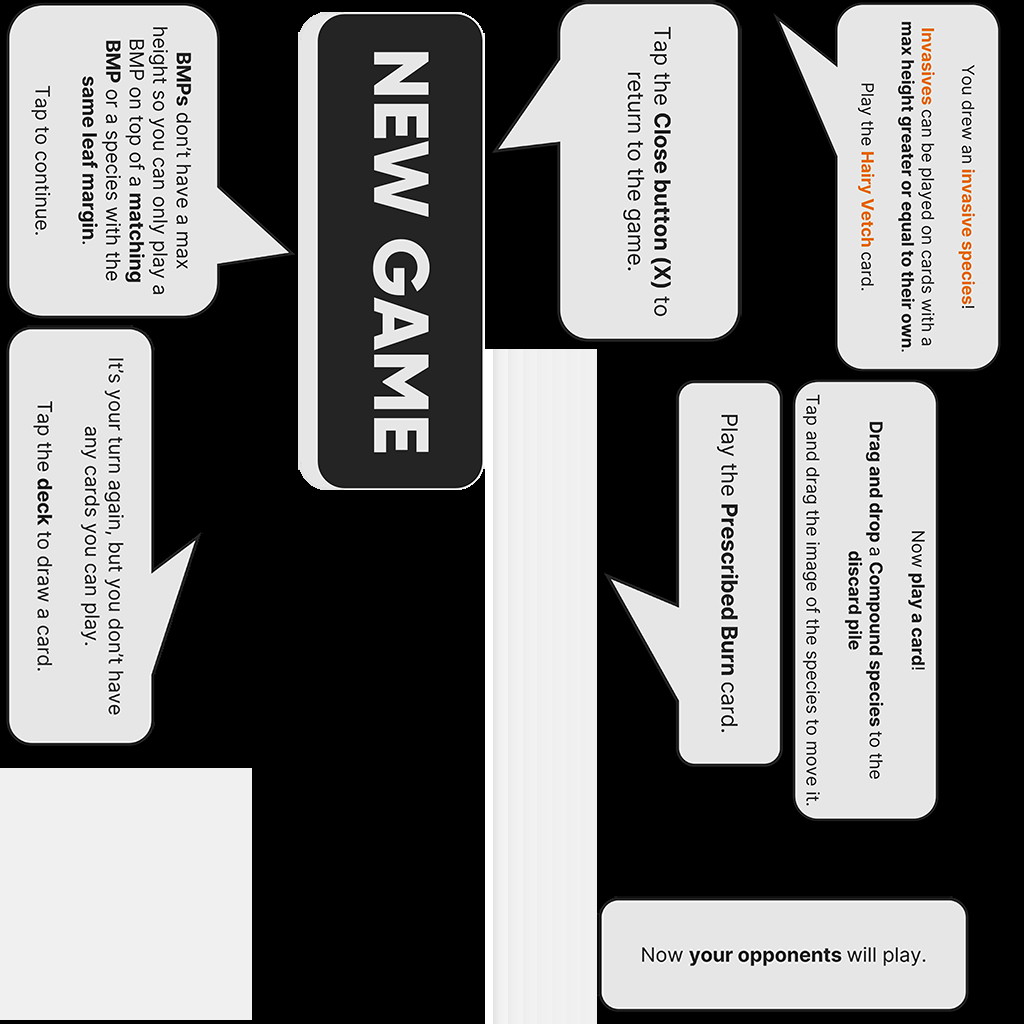 BMPs don't have a max
height so you can only play a
BMP on top of a matching
BMP or a species with the
same leaf margin.
Tap to continue.
NEW GAME
Tap the Close button (X) to
return to the game.
You drew an invasive species!
Invasives can be played on cards with a
max height greater or equal to their own.
Play the Hairy Vetch card.
It's your turn again, but you don't have
any cards you can play.
Tap the deck to draw a card.
Play the Prescribed Burn card.
Now play a card!
Drag and drop a Compound species to the
discard pile
Tap and drag the image of the species to move it.
Now your opponents will play.